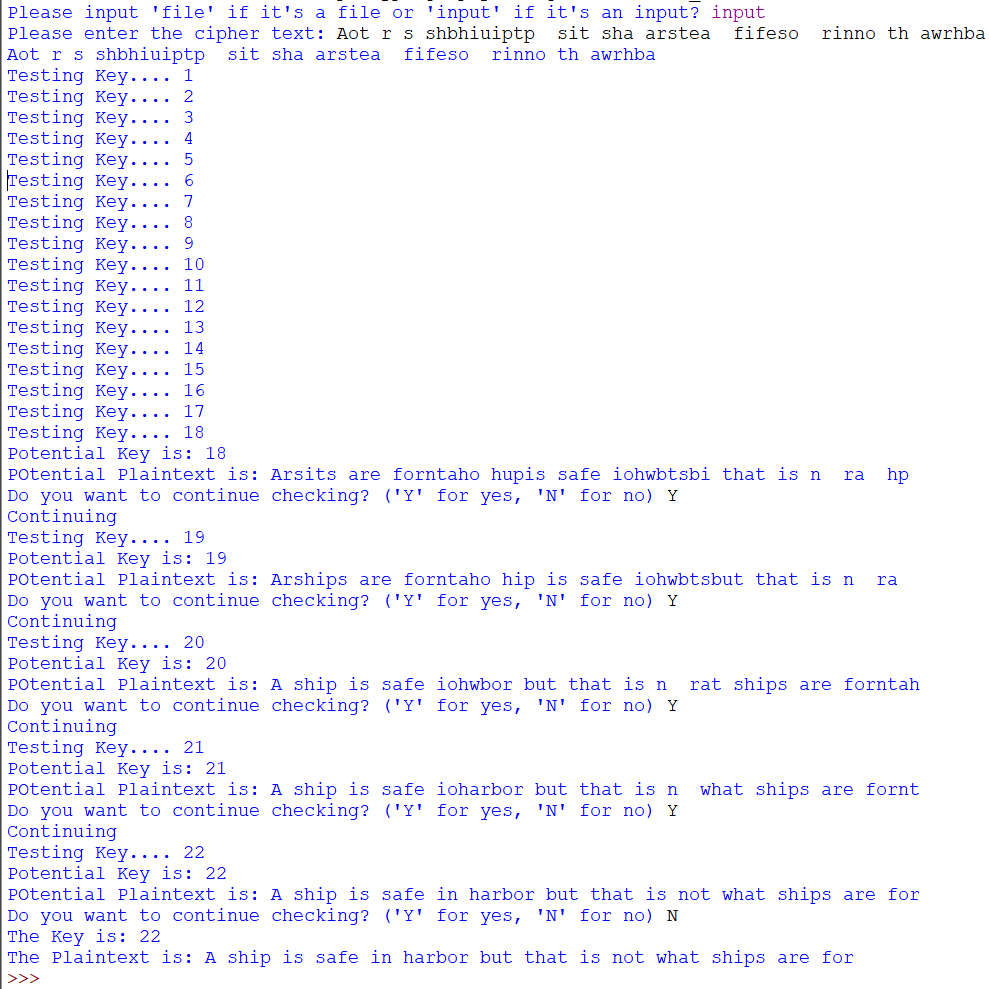 Please input 'file' if it's a file or 'input' if it's an input? input
Please enter the cipher text: Aot r s shbhiuiptp  sit sha arstea  fifeso  rinno th awrhba
Aot r s shbhiuiptp  sit sha arstea  fifeso  rinno th awrhba
Testing Key.... 1
Testing Key.... 2
Testing Key.... 3
Testing Key.... 4
Testing Key.... 5
Testing Key.... 6
Testing Key.... 7
Testing Key.... 8
Testing Key.... 9
Testing Key.... 10
Testing Key.... 11
Testing Key.... 12
Testing Key.... 13
Testing Key.... 14
Testing Key.... 15
Testing Key.... 16
Testing Key.... 17
Testing Key.... 18
Potential Key is: 18
POtential Plaintext is: Arsits are forntaho hupis safe iohwbtsbi that is n  ra  hp
Do you want to continue checking? ('Y' for yes, 'N' for no) Y
Continuing
Testing Key.... 19
Potential Key is: 19
POtential Plaintext is: Arships are forntaho hip is safe iohwbtsbut that is n  ra
Do you want to continue checking? ('Y' for yes, 'N' for no) Y
Continuing
Testing Key.... 20
Potential Key is: 20
POtential Plaintext is: A ship is safe iohwbor but that is n  rat ships are forntah
Do you want to continue checking? ('Y' for yes, 'N' for no) Y
Continuing
Testing Key.... 21
Potential Key is: 21
POtential Plaintext is: A ship is safe ioharbor but that is n  what ships are fornt
Do you want to continue checking? ('Y' for yes, 'N' for no) Y
Continuing
Testing Key.... 22
Potential Key is: 22
POtential Plaintext is: A ship is safe in harbor but that is not what ships are for
Do you want to continue checking? ('Y' for yes, 'N' for no) N
The Key is: 22
The Plaintext is: A ship is safe in harbor but that is not what ships are for
>>>